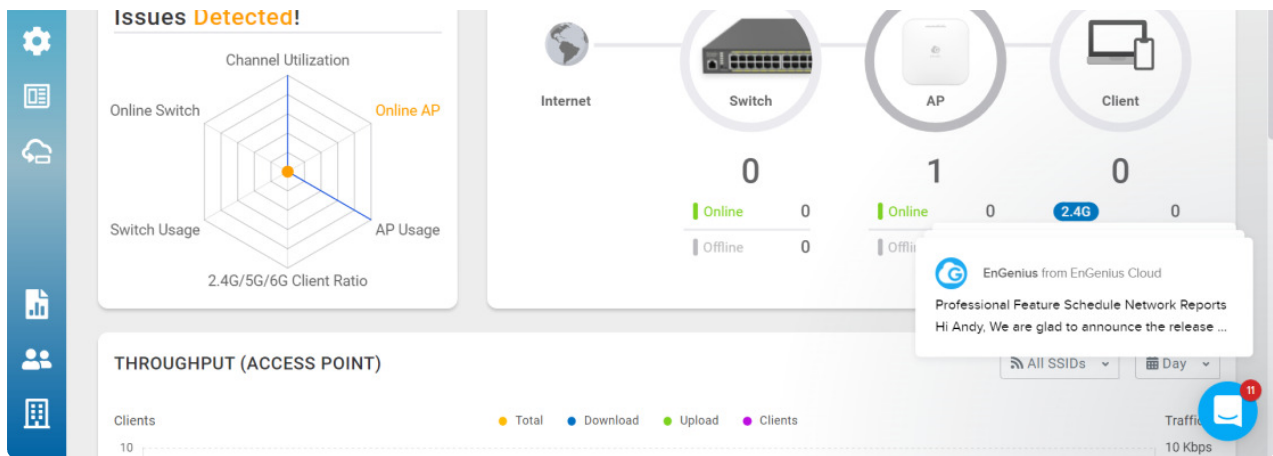 Issues Detected!
Channel Utilization
Online Switch
Online AP
Switch Usage
AP Usage
2.4G/5G/6G Client Ratio
Internet
Switch
AP
Client
0
1
0
Online 0
Online 0
2.4G 0
Offline 0
EnGenius from EnGenius Cloud
Professional Feature Schedule Network Reports
Hi Andy, We are glad to announce the release ...
THROUGHPUT (ACCESS POINT)
All SSIDs
Day
11
Clients
Total
Download
Upload
Clients
10
10 Kbps